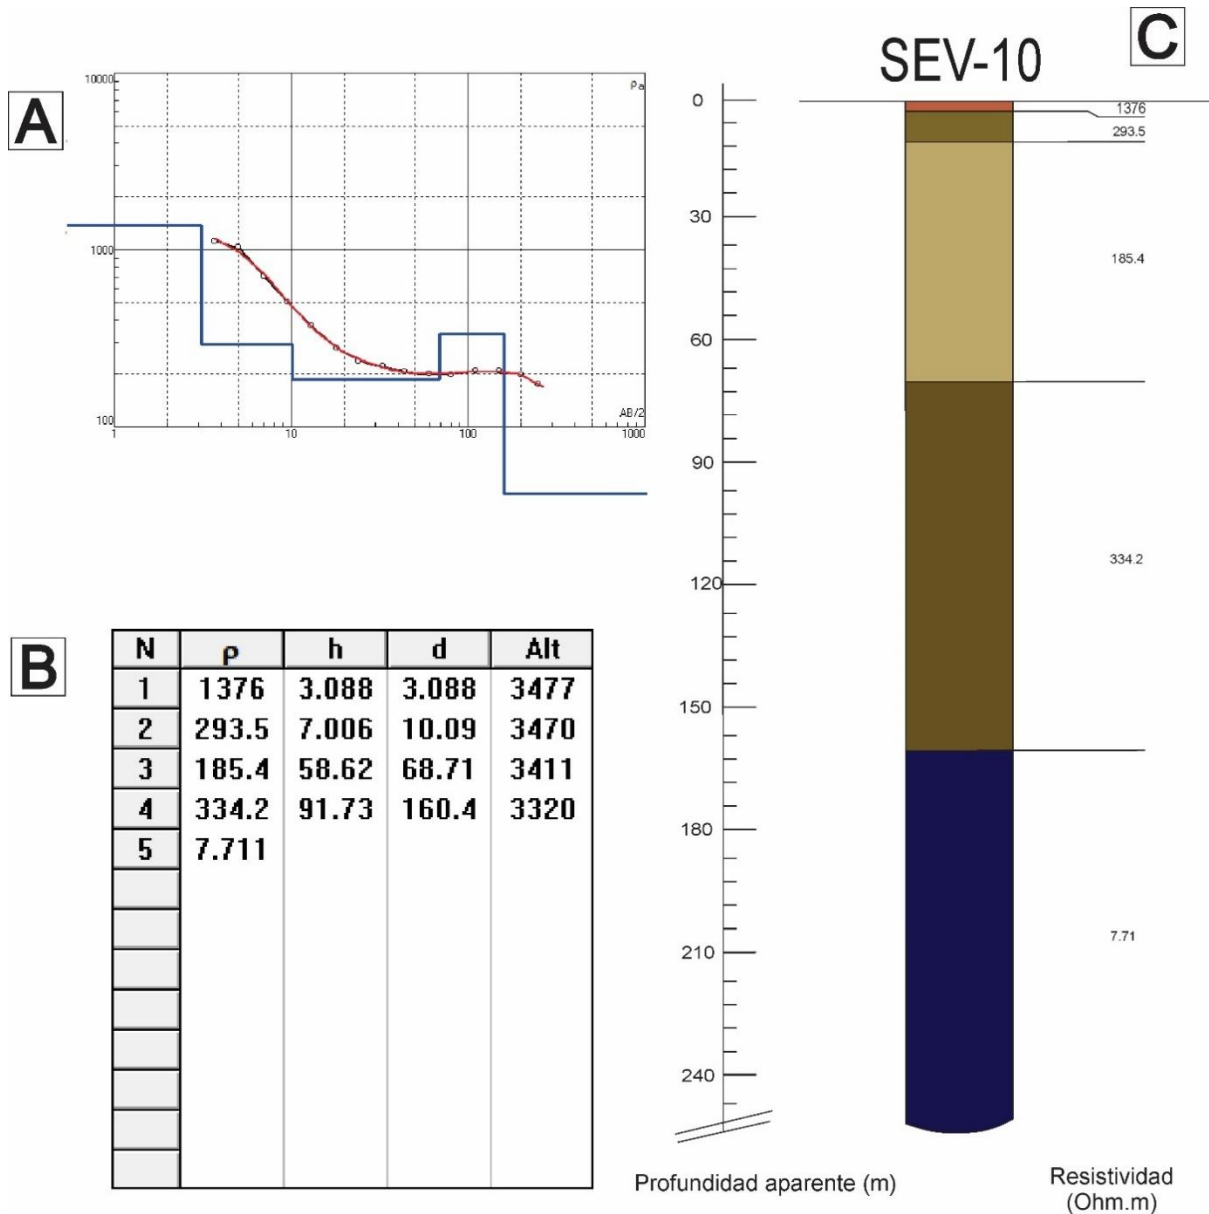 A
10000
ρa
1000
100
AB/2
1
10
100
1000
B
N ρ h d Alt
1 1376 3.088 3.088 3477
2 293.5 7.006 10.09 3470
3 185.4 58.62 68.71 3411
4 334.2 91.73 160.4 3320
5 7.711
C
SEV-10
0
30
60
90
120
150
180
210
240
1376
293.5
185.4
334.2
7.71
Profundidad aparente (m)
Resistividad
(Ohm.m)